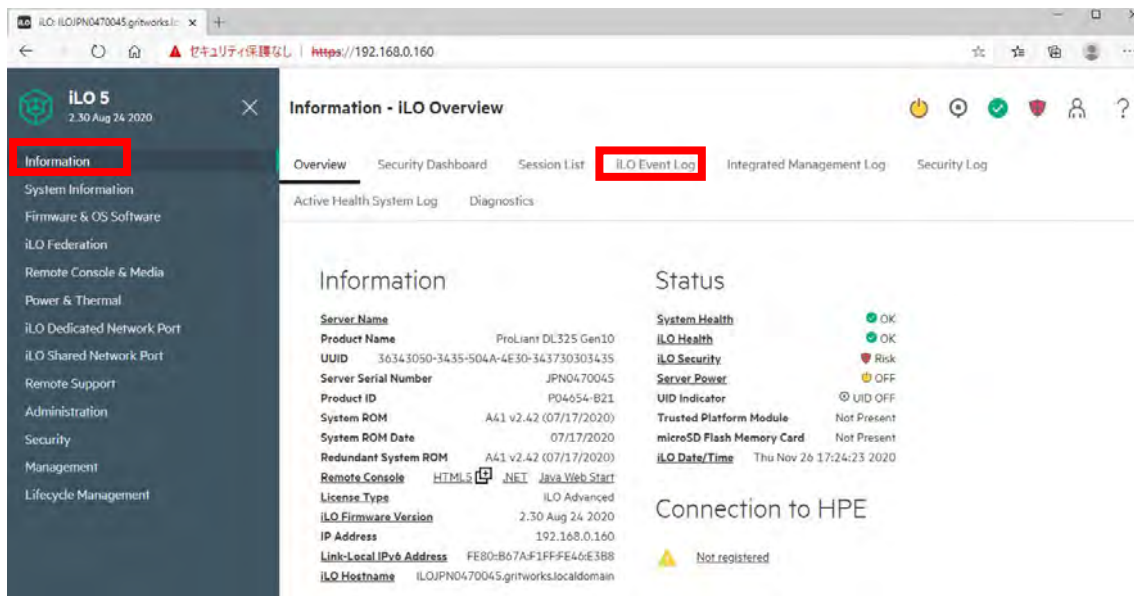 iLO: ILOJPN0470045.gritworks.lc
セキュリティ保護なし | https://192.168.0.160
iLO 5
2.30 Aug 24 2020
Information
System Information
Firmware & OS Software
iLO Federation
Remote Console & Media
Power & Thermal
iLO Dedicated Network Port
iLO Shared Network Port
Remote Support
Administration
Security
Management
Lifecycle Management
Information - iLO Overview
Overview Security Dashboard Session List iLO Event Log Integrated Management Log Security Log
Active Health System Log Diagnostics
Information
Server Name
Product Name ProLiant DL325 Gen10
UUID 36343050-3435-504A-4E30-343730303435
Server Serial Number JPN0470045
Product ID P04654-B21
System ROM A41 v2.42 (07/17/2020)
System ROM Date 07/17/2020
Redundant System ROM A41 v2.42 (07/17/2020)
Remote Console HTML5 .NET Java Web Start
License Type iLO Advanced
iLO Firmware Version 2.30 Aug 24 2020
IP Address 192.168.0.160
Link-Local IPv6 Address FE80::B67A:F1FF:FE46:E3B8
iLO Hostname ILOJPN0470045.gritworks.localdomain
Status
System Health OK
iLO Health OK
iLO Security Risk
Server Power OFF
UID Indicator UID OFF
Trusted Platform Module Not Present
microSD Flash Memory Card Not Present
iLO Date/Time Thu Nov 26 17:24:23 2020
Connection to HPE
Not registered